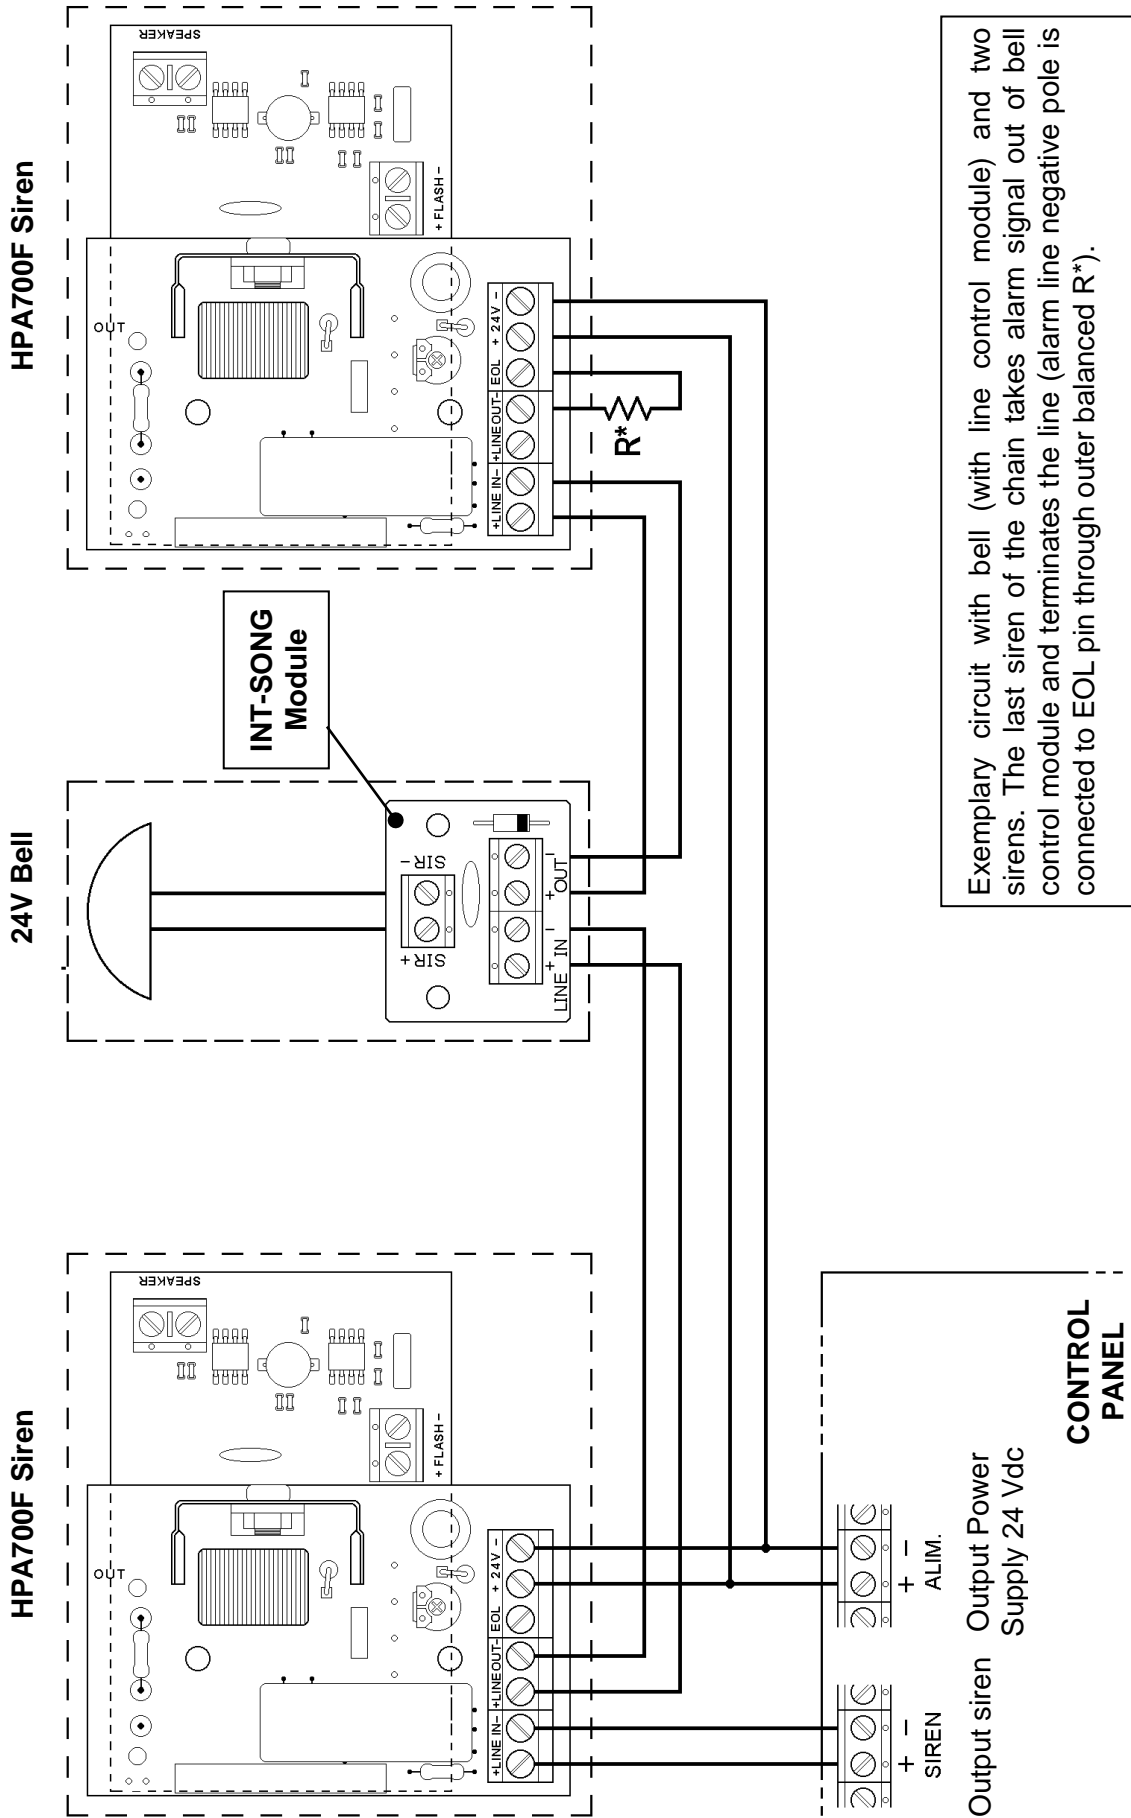 HPA700F Siren
24V Bell
HPA700F Siren
OUT
SPEAKER
+ FLASH -
+LINE IN-
+LINEOUT-
EOL
+ 24V -
SIR+
SIR-
LINE IN
+ -
OUT
+ -
INT-SONG
Module
OUT
SPEAKER
+ FLASH -
+LINE IN-
+LINEOUT-
EOL
+ 24V -
R*
+ -
SIREN
+ -
ALIM.
Output siren
Output Power
Supply 24 Vdc
CONTROL
PANEL
Exemplary circuit with bell (with line control module) and two
sirens. The last siren of the chain takes alarm signal out of bell
control module and terminates the line (alarm line negative pole is
connected to EOL pin through outer balanced R*).